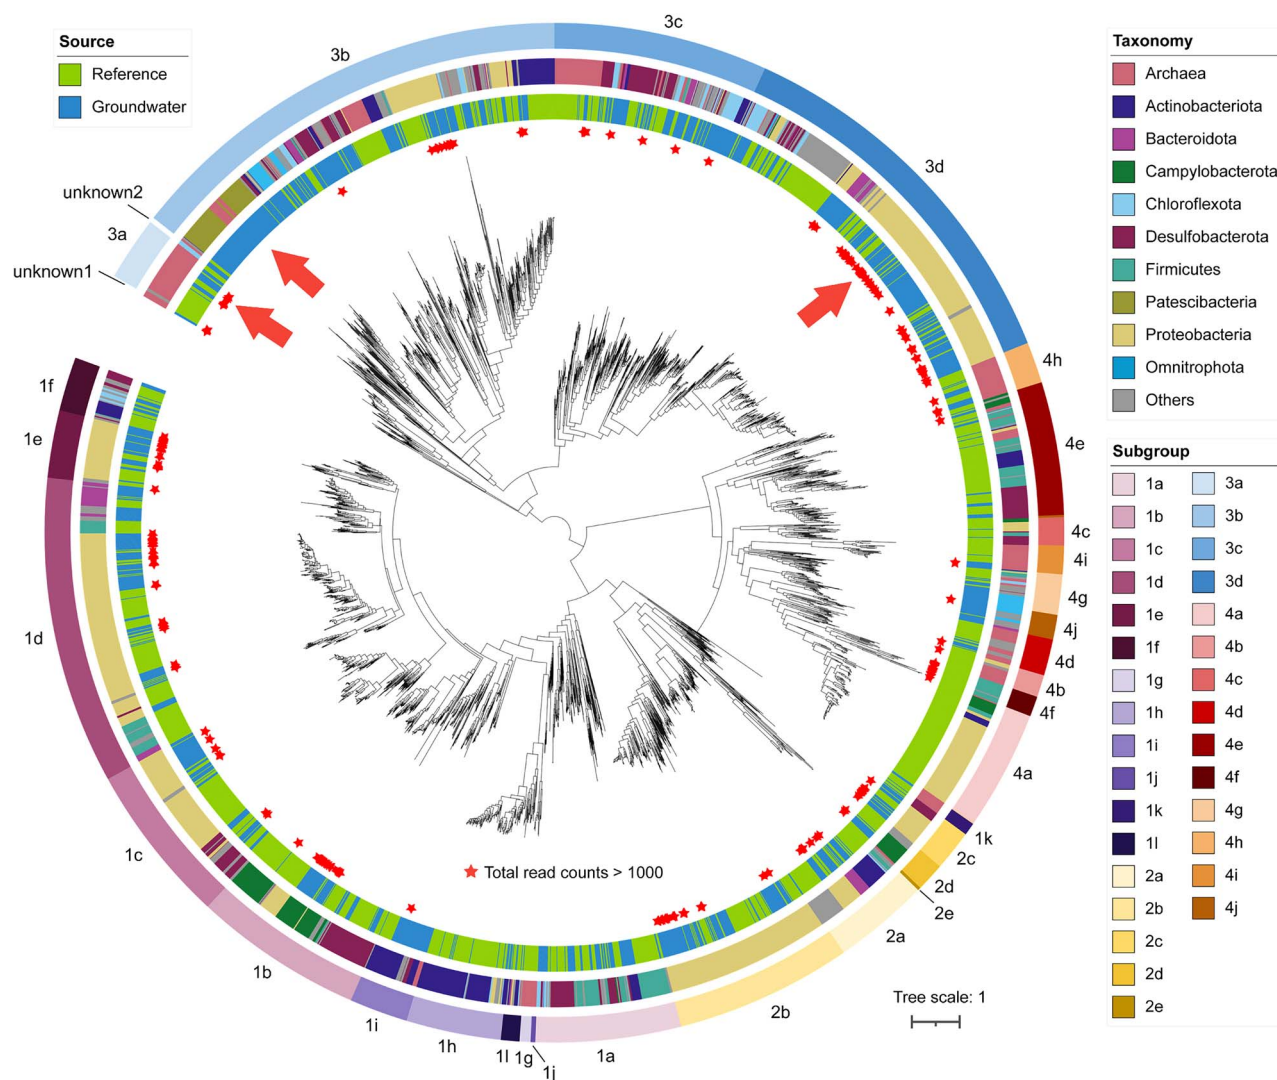 Source
Reference
Groundwater
3c
3b
3d
unknown2
3a
unknown1
4h
1f
1e
4e
4c
4i
4g
4j
4d
4b
4f
1d
4a
1k
2c
2d
2e
1c
2a
★ Total read counts > 1000
1b
2b
Tree scale: 1
1i
1h
1l
1g
1j
1a
Taxonomy
Archaea
Actinobacteriota
Bacteroidota
Campylobacterota
Chloroflexota
Desulfobacterota
Firmicutes
Patescibacteria
Proteobacteria
Omnitrophota
Others
Subgroup
1a 3a
1b 3b
1c 3c
1d 3d
1e 4a
1f 4b
1g 4c
1h 4d
1i 4e
1j 4f
1k 4g
1l 4h
2a 4i
2b 4j
2c
2d
2e